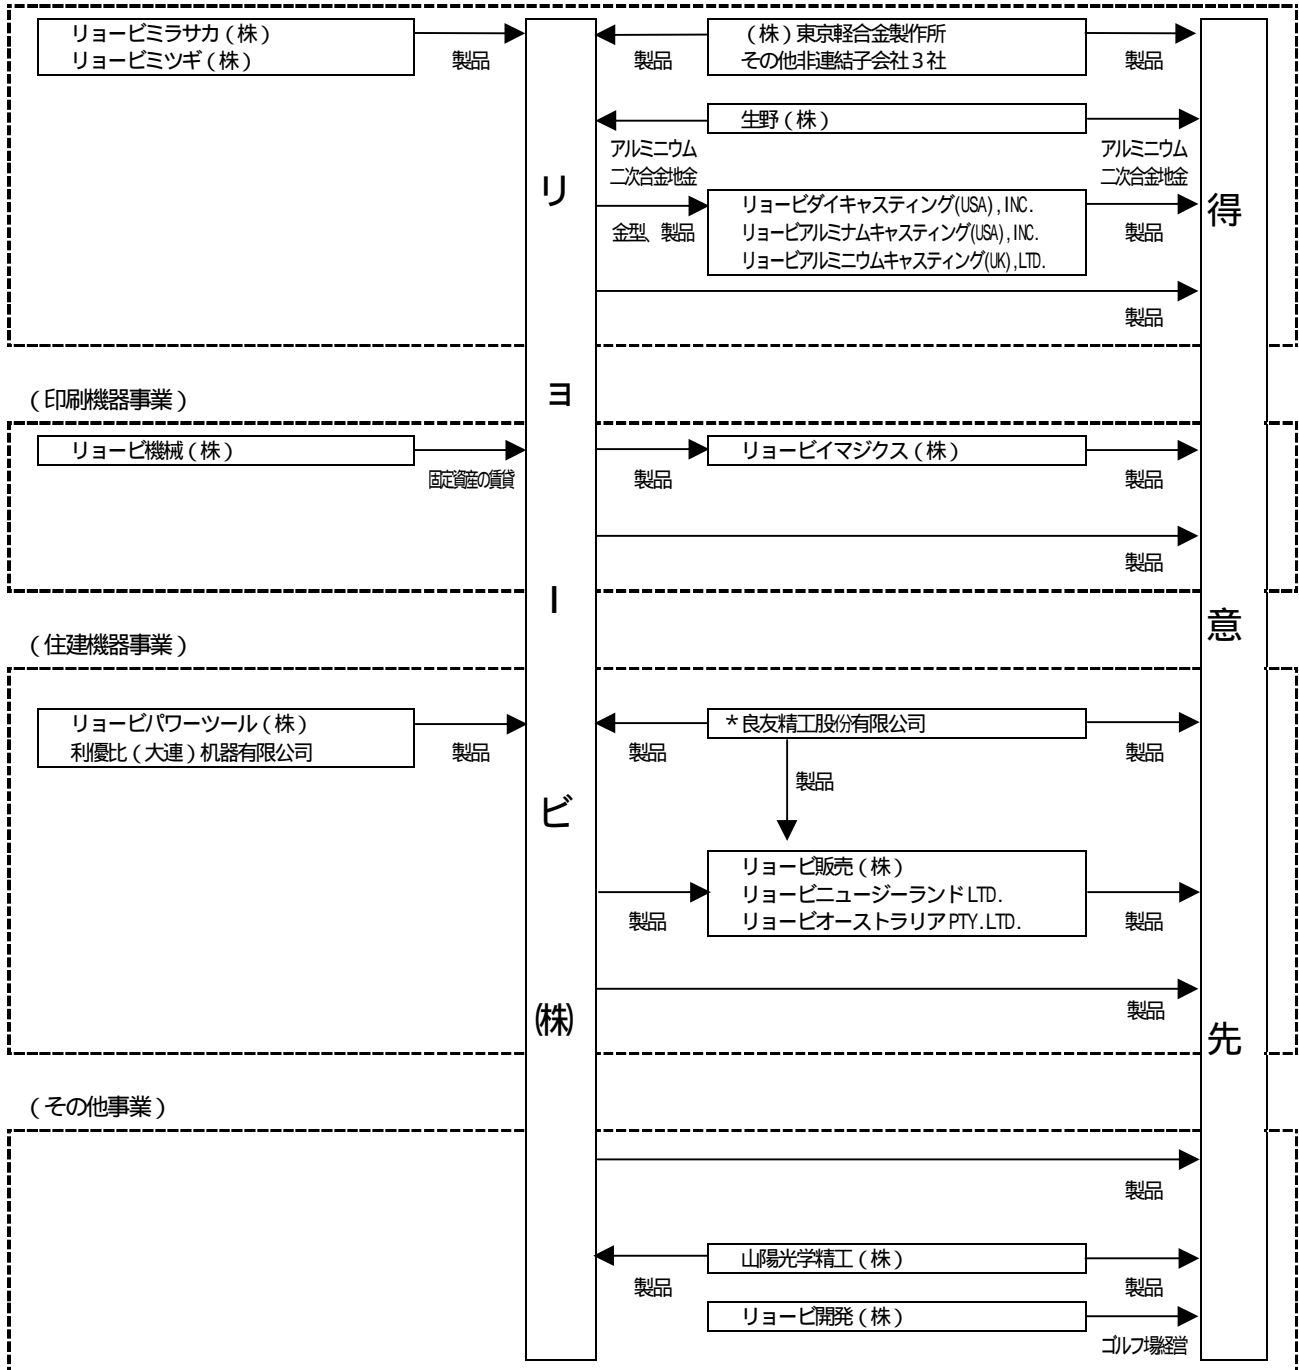 リョービミラサカ(株)
リョービミツギ(株)
製品
(株)東京軽合金製作所
その他非連結子会社3社
製品
製品
生野(株)
アルミニウム
二次合金地金
アルミニウム
二次合金地金
リョービダイキャスティング(USA),INC.
リョービアルミナムキャスティング(USA),INC.
リョービアルミニウムキャスティング(UK),LTD.
金型、製品
製品
製品
リョービ㈱
得意先
(印刷機器事業)
リョービ機械(株)
固定資産の賃貸
製品
リョービイマジクス(株)
製品
製品
(住建機器事業)
リョービパワーツール(株)
利優比(大連)机器有限公司
製品
*良友精工股份有限公司
製品
製品
製品
リョービ販売(株)
リョービニュージーランドLTD.
リョービオーストラリアPTY.LTD.
製品
製品
製品
(その他事業)
製品
山陽光学精工(株)
製品
製品
リョービ開発(株)
ゴルフ場経営